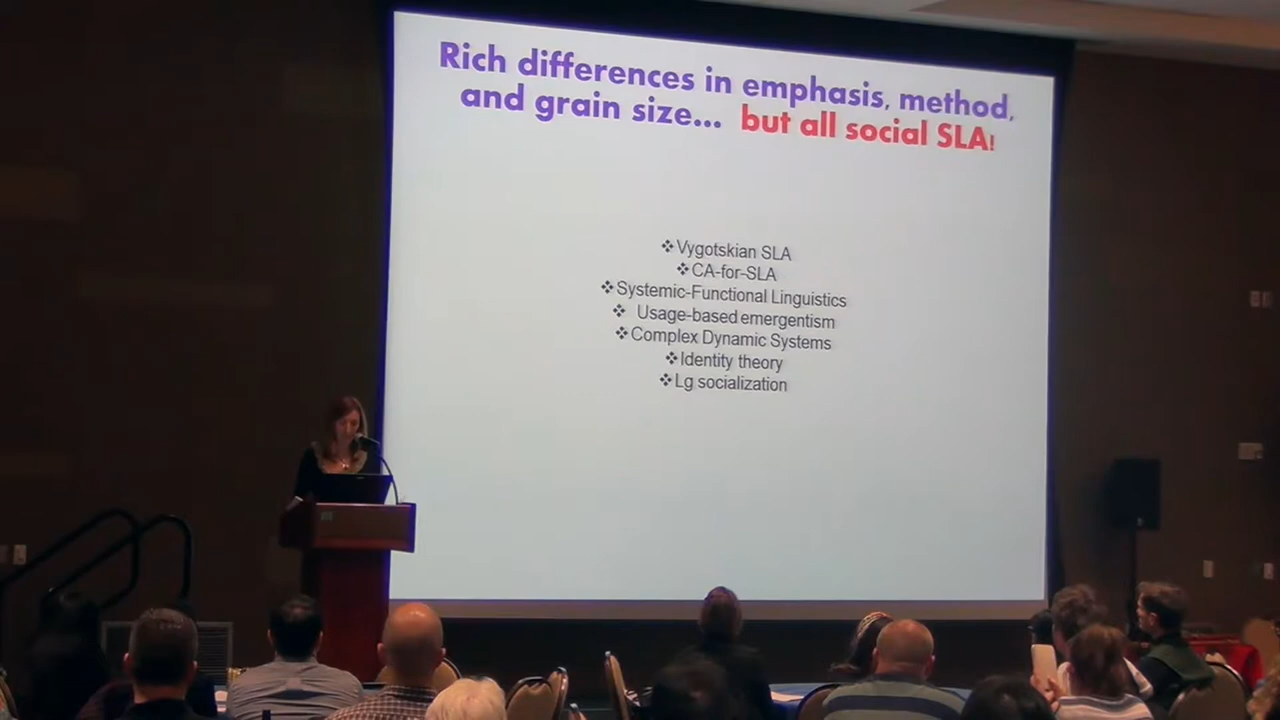 Rich differences in emphasis, method,
and grain size... but all social SLA!
❖Vygotskian SLA
❖CA-for-SLA
❖Systemic-Functional Linguistics
❖ Usage-based emergentism
❖Complex Dynamic Systems
❖Identity theory
❖Lg socialization